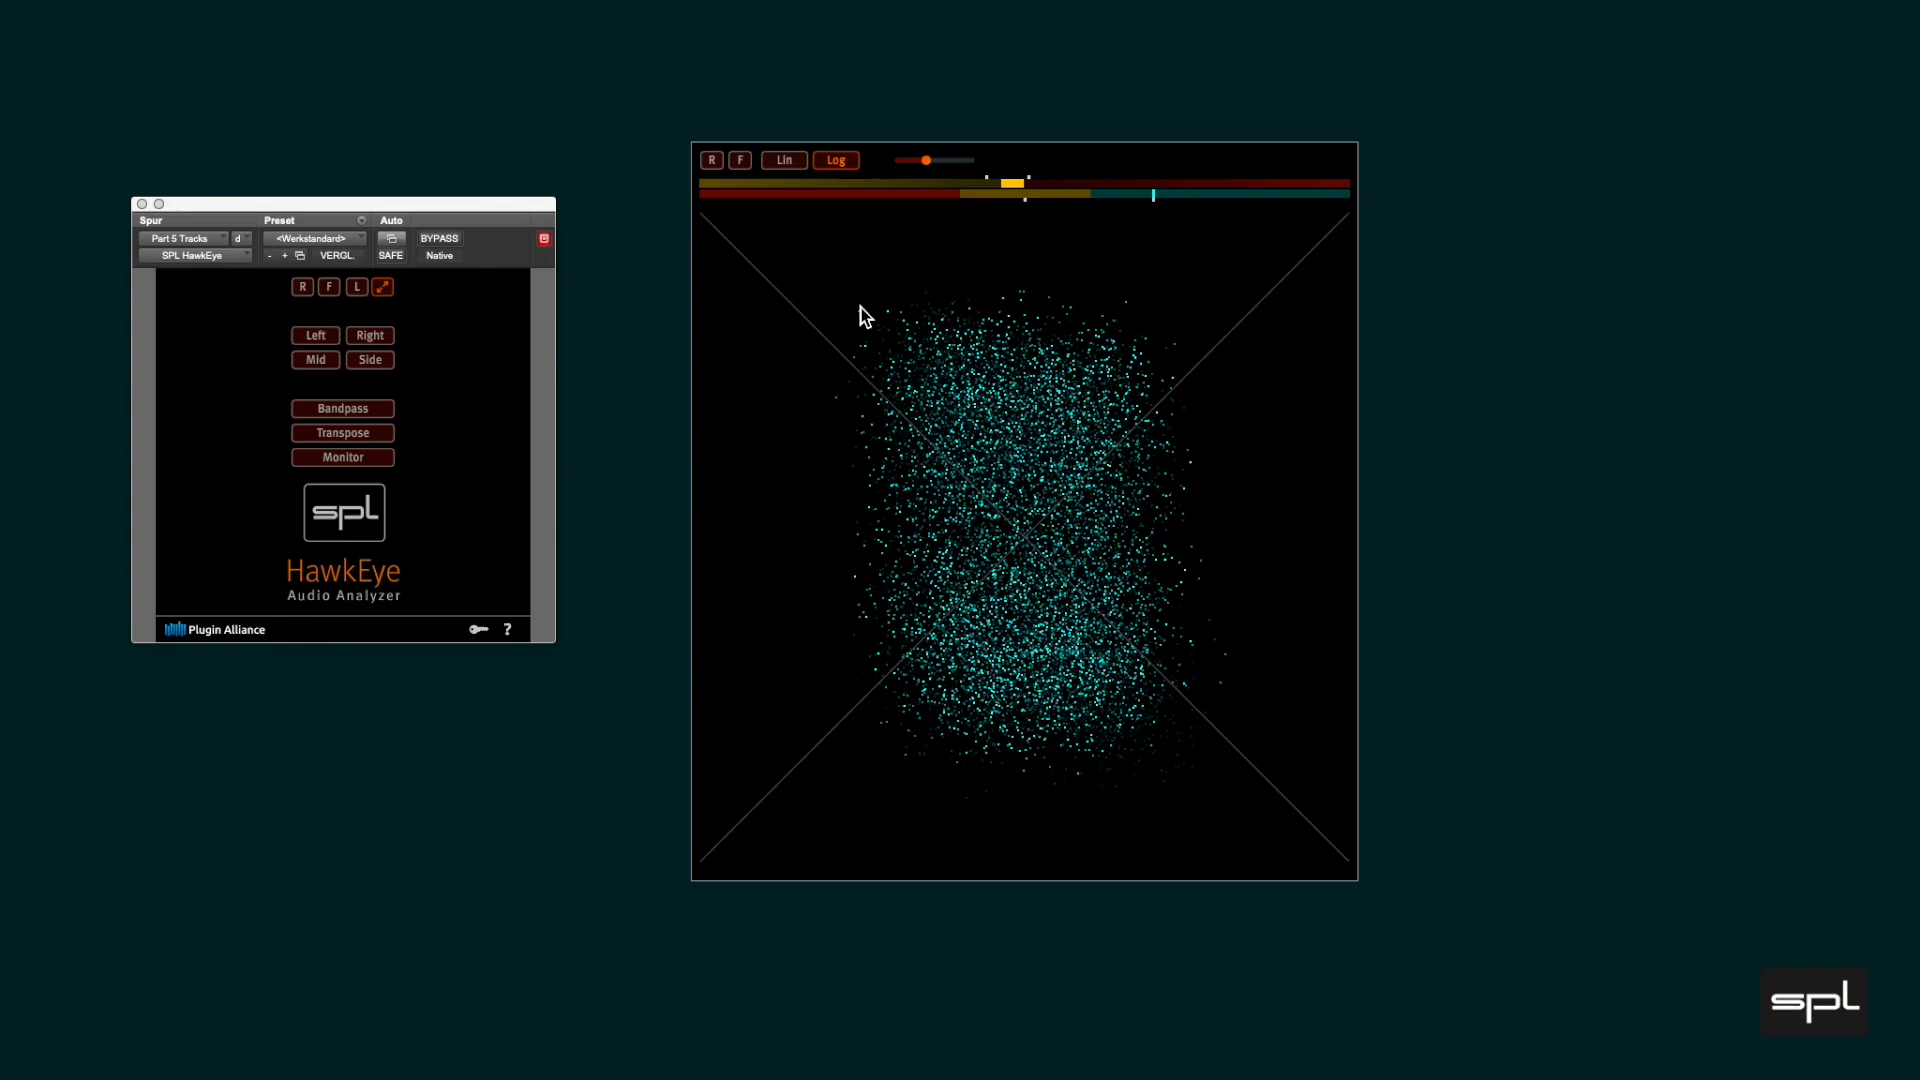 Spur Preset Auto
Part 5 Tracks d <Werkstandard> BYPASS
SPL HawkEye - + VERGL. SAFE Native
R F L
Left Right
Mid Side
Bandpass
Transpose
Monitor
spl
HawkEye
Audio Analyzer
Plugin Alliance ?
R F Lin Log
spl